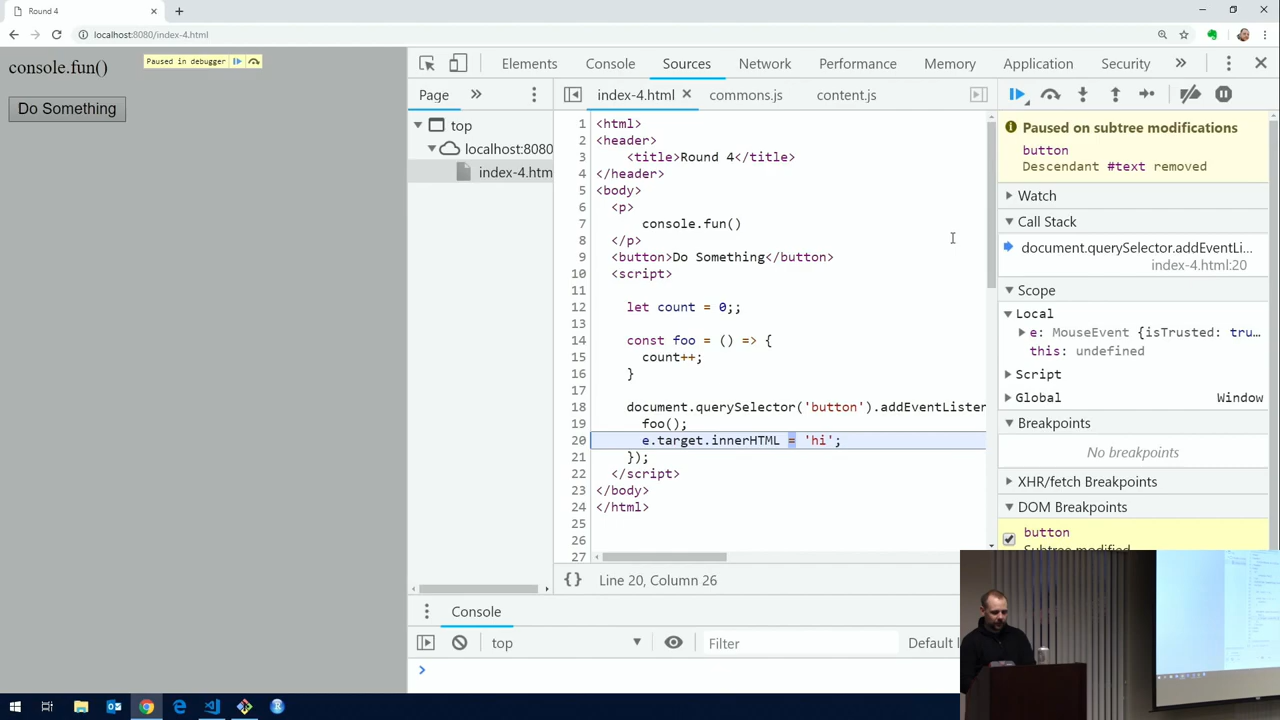 Round 4
localhost:8080/index-4.html
console.fun()
Paused in debugger
Do Something
Elements Console Sources Network Performance Memory Application Security
Page
index-4.html commons.js content.js
top
localhost:8080
index-4.htm
1 <html>
2 <header>
3 <title>Round 4</title>
4 </header>
5 <body>
6 <p>
7 console.fun()
8 </p>
9 <button>Do Something</button>
10 <script>
11
12 let count = 0;;
13
14 const foo = () => {
15 count++;
16 }
17
18 document.querySelector('button').addEventListener
19 foo();
20 e.target.innerHTML = 'hi';
21 });
22 </script>
23 </body>
24 </html>
25
26
27
{} Line 20, Column 26
Paused on subtree modifications
button
Descendant #text removed
Watch
Call Stack
document.querySelector.addEventLi...
index-4.html:20
Scope
Local
e: MouseEvent {isTrusted: tru...
this: undefined
Script
Global Window
Breakpoints
No breakpoints
XHR/fetch Breakpoints
DOM Breakpoints
button
Subtree modified
Console
top Filter Default l